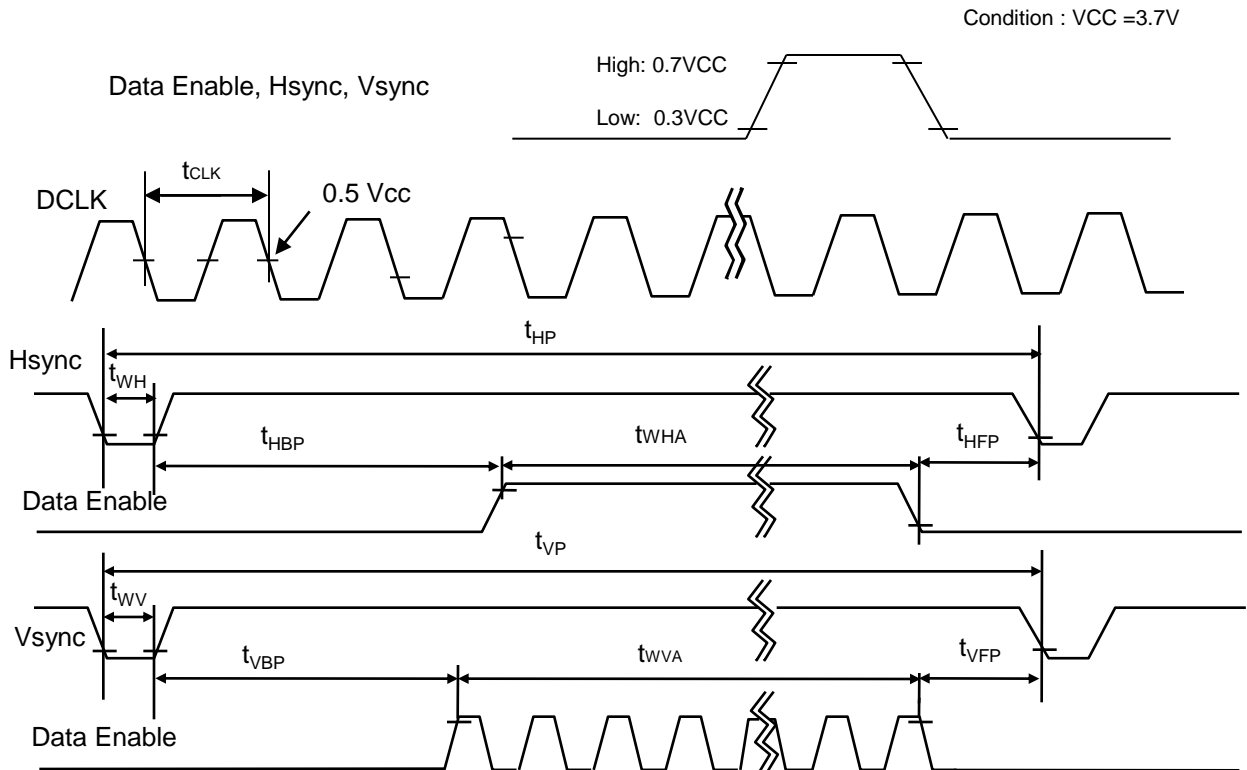 Condition : VCC =3.7V
High: 0.7VCC
Data Enable, Hsync, Vsync
Low: 0.3VCC
tCLK
0.5 Vcc
DCLK
tHP
Hsync
tWH
tHBP
tWHA
tHFP
Data Enable
tVP
tWV
Vsync
tVBP
tWVA
tVFP
Data Enable